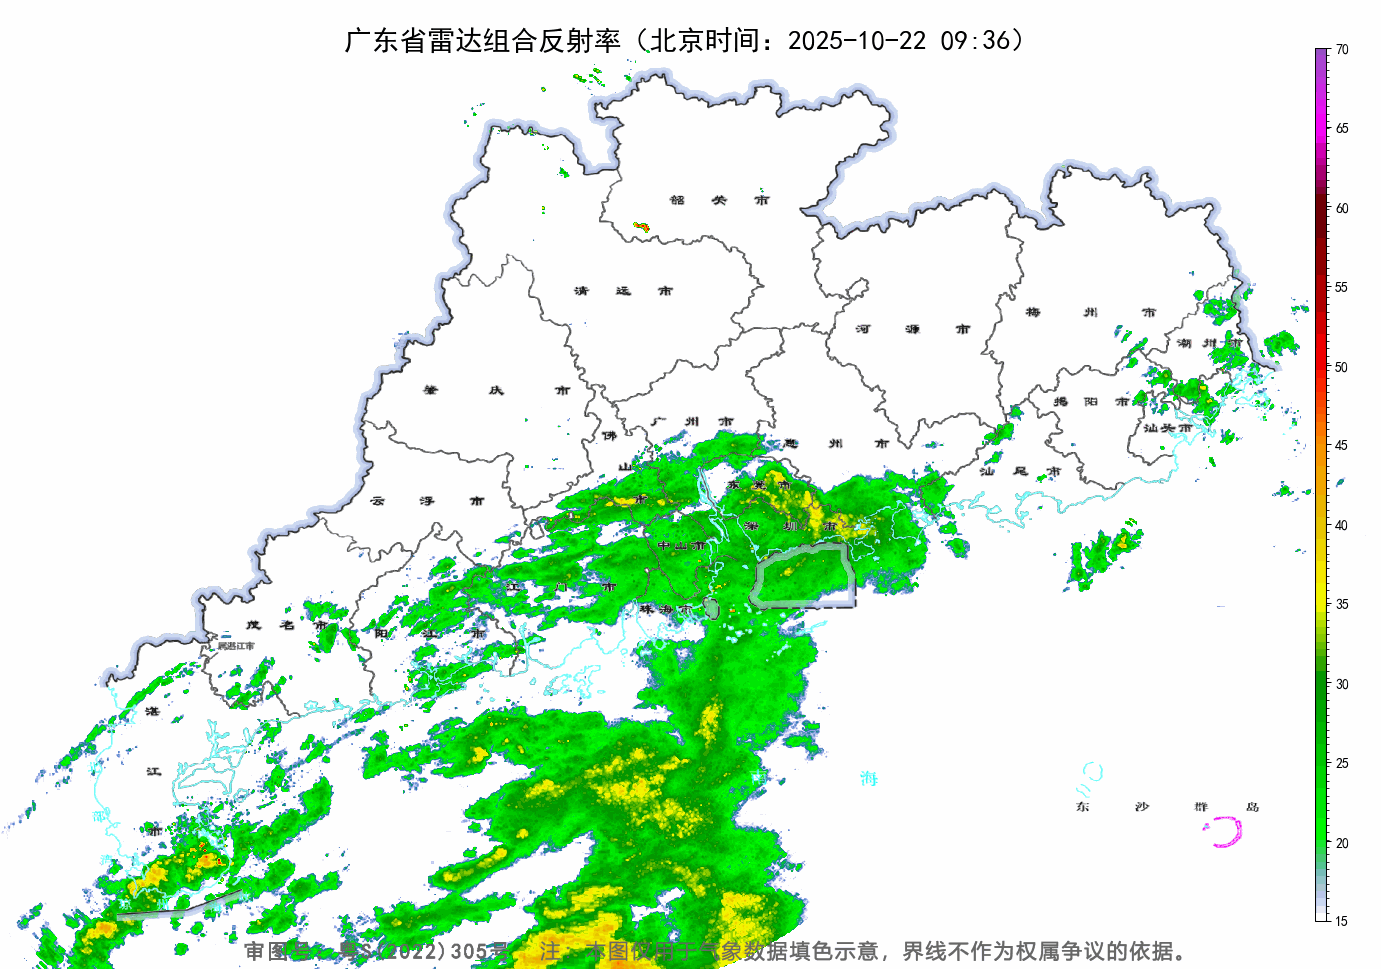 广东省雷达组合反射率（北京时间：2025-10-22 09:36）
70
65
60
55
50
45
40
35
30
25
20
15
韶关市
清远市
河源市
梅州市
潮州市
肇庆市
揭阳市
汕头市
广州市
佛山市
惠州市
东莞市
汕尾市
云浮市
深圳市
中山市
江门市
珠海市
茂名市
阳江市
属湛江市
湛江市
海
东沙群岛
审图号：粤S(2022)305号 注：本图仅用于气象数据填色示意，界线不作为权属争议的依据。